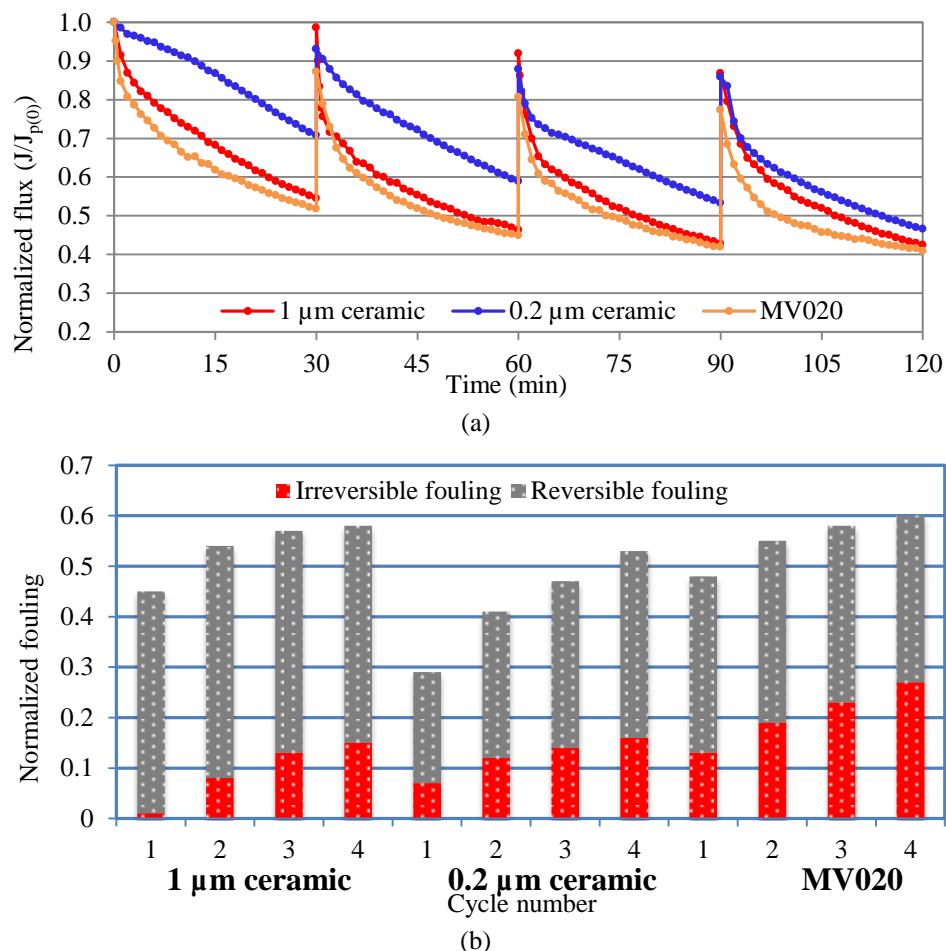 1.0
0.9
0.8
0.7
0.6
0.5
0.4
0.3
0.2
Normalized flux (J/Jp(0))
1 µm ceramic 0.2 µm ceramic MV020
0 15 30 45 60 75 90 105 120
Time (min)
(a)
0.7
0.6
0.5
0.4
0.3
0.2
0.1
0
Normalized fouling
Irreversible fouling Reversible fouling
1 2 3 4 1 2 3 4 1 2 3 4
1 µm ceramic 0.2 µm ceramic MV020
Cycle number
(b)